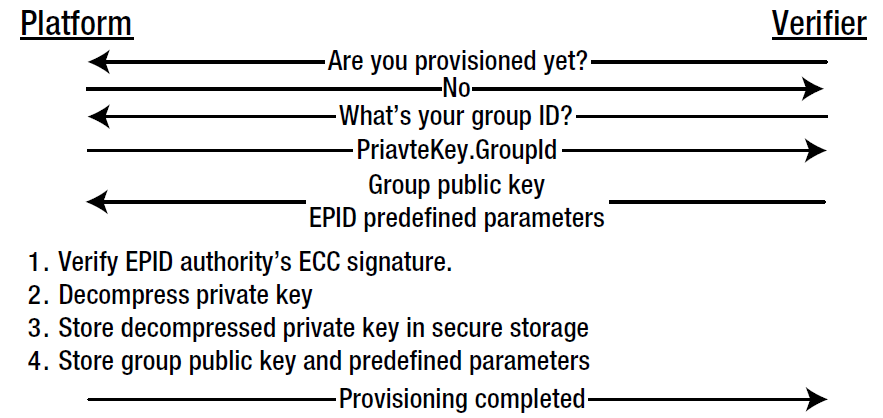 Platform
Verifier
Are you provisioned yet?
No
What's your group ID?
PriavteKey.GroupId
Group public key
EPID predefined parameters
1. Verify EPID authority's ECC signature.
2. Decompress private key
3. Store decompressed private key in secure storage
4. Store group public key and predefined parameters
Provisioning completed